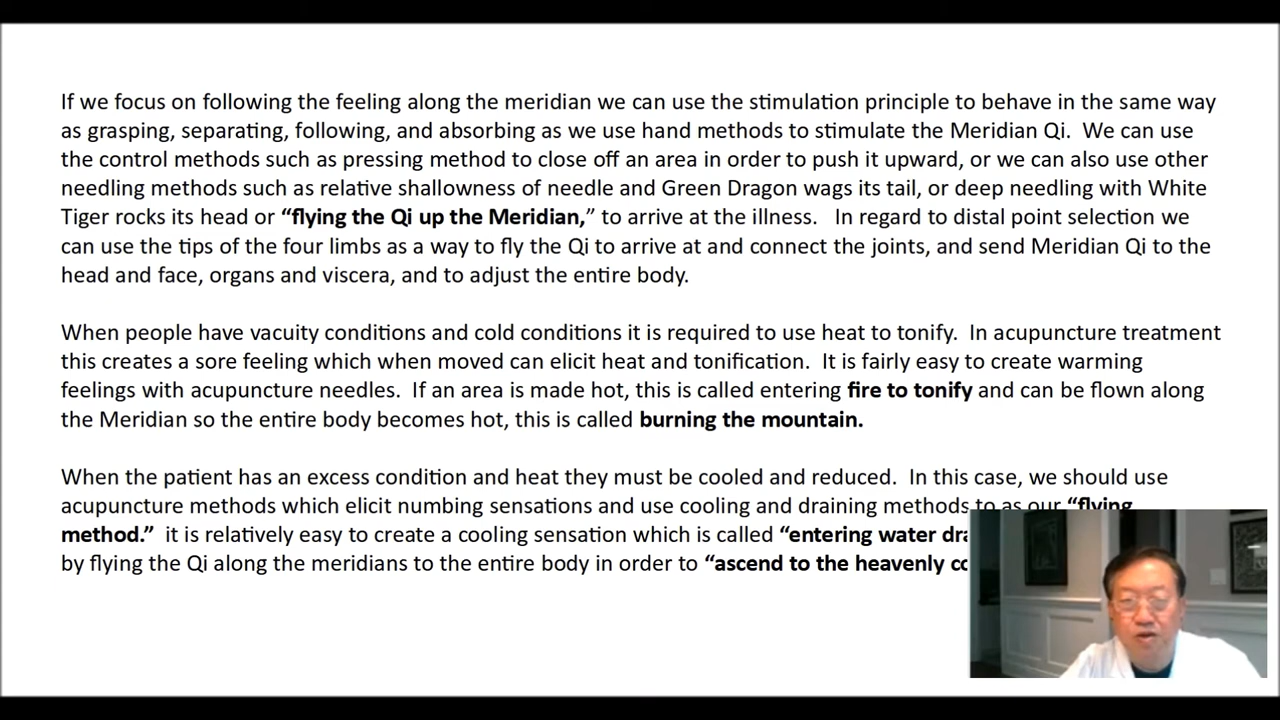 If we focus on following the feeling along the meridian we can use the stimulation principle to behave in the same way
as grasping, separating, following, and absorbing as we use hand methods to stimulate the Meridian Qi.  We can use
the control methods such as pressing method to close off an area in order to push it upward, or we can also use other
needling methods such as relative shallowness of needle and Green Dragon wags its tail, or deep needling with White
Tiger rocks its head or “flying the Qi up the Meridian,” to arrive at the illness.   In regard to distal point selection we
can use the tips of the four limbs as a way to fly the Qi to arrive at and connect the joints, and send Meridian Qi to the
head and face, organs and viscera, and to adjust the entire body.
When people have vacuity conditions and cold conditions it is required to use heat to tonify.  In acupuncture treatment
this creates a sore feeling which when moved can elicit heat and tonification.  It is fairly easy to create warming
feelings with acupuncture needles.  If an area is made hot, this is called entering fire to tonify and can be flown along
the Meridian so the entire body becomes hot, this is called burning the mountain.
When the patient has an excess condition and heat they must be cooled and reduced.  In this case, we should use
acupuncture methods which elicit numbing sensations and use cooling and draining methods to as our “flying
method.”  it is relatively easy to create a cooling sensation which is called “entering water
by flying the Qi along the meridians to the entire body in order to “ascend to the heavenly